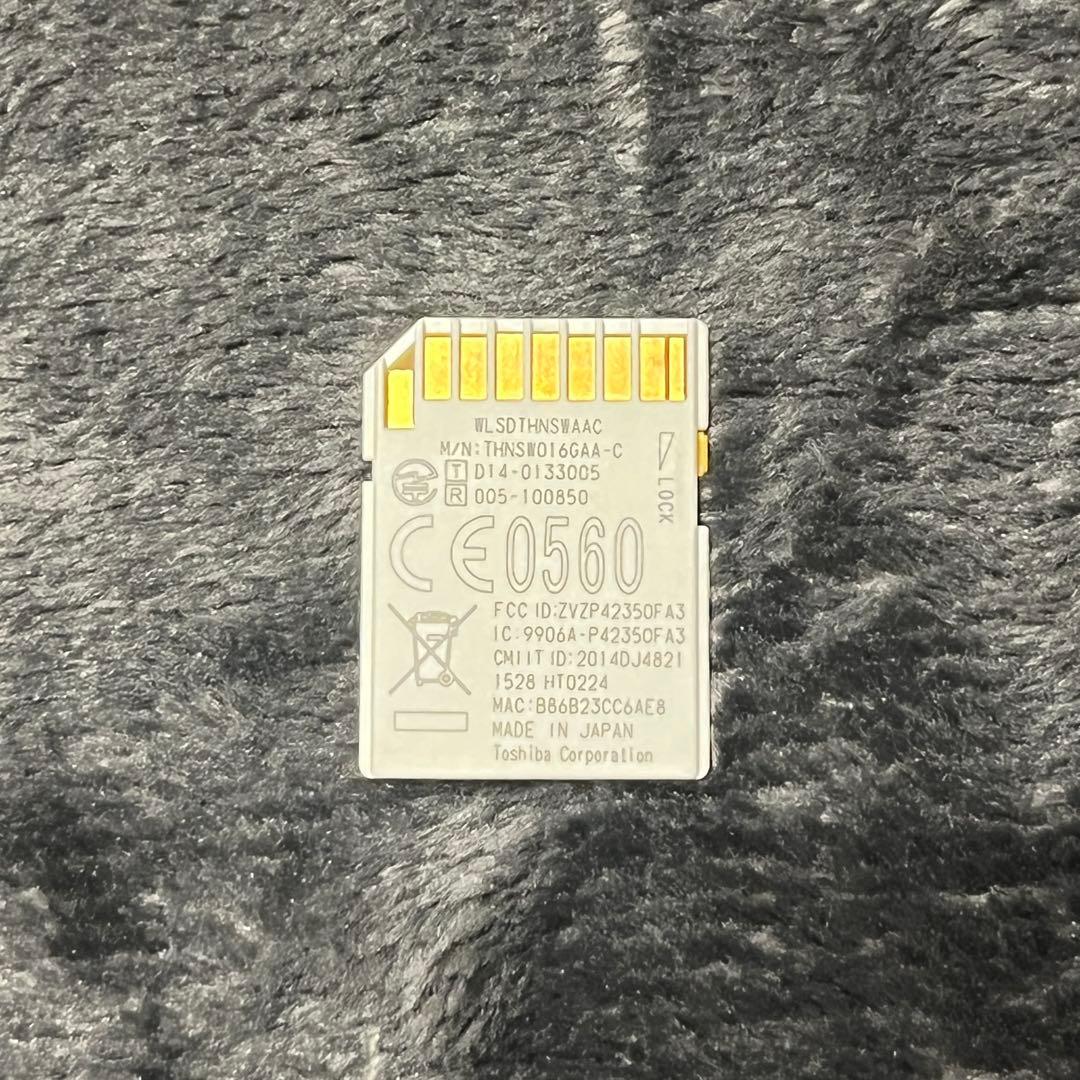 WLSDTHNSWAAC
M/N:THNSW016GAA-C
T D14-0133005
R 005-100850
LOCK
CE0560
FCC ID:ZVZP42350FA3
IC:9906A-P42350FA3
CMIIT ID:2014DJ4821
1528 HT0224
MAC:B86B23CC6AE8
MADE IN JAPAN
Toshiba Corporation